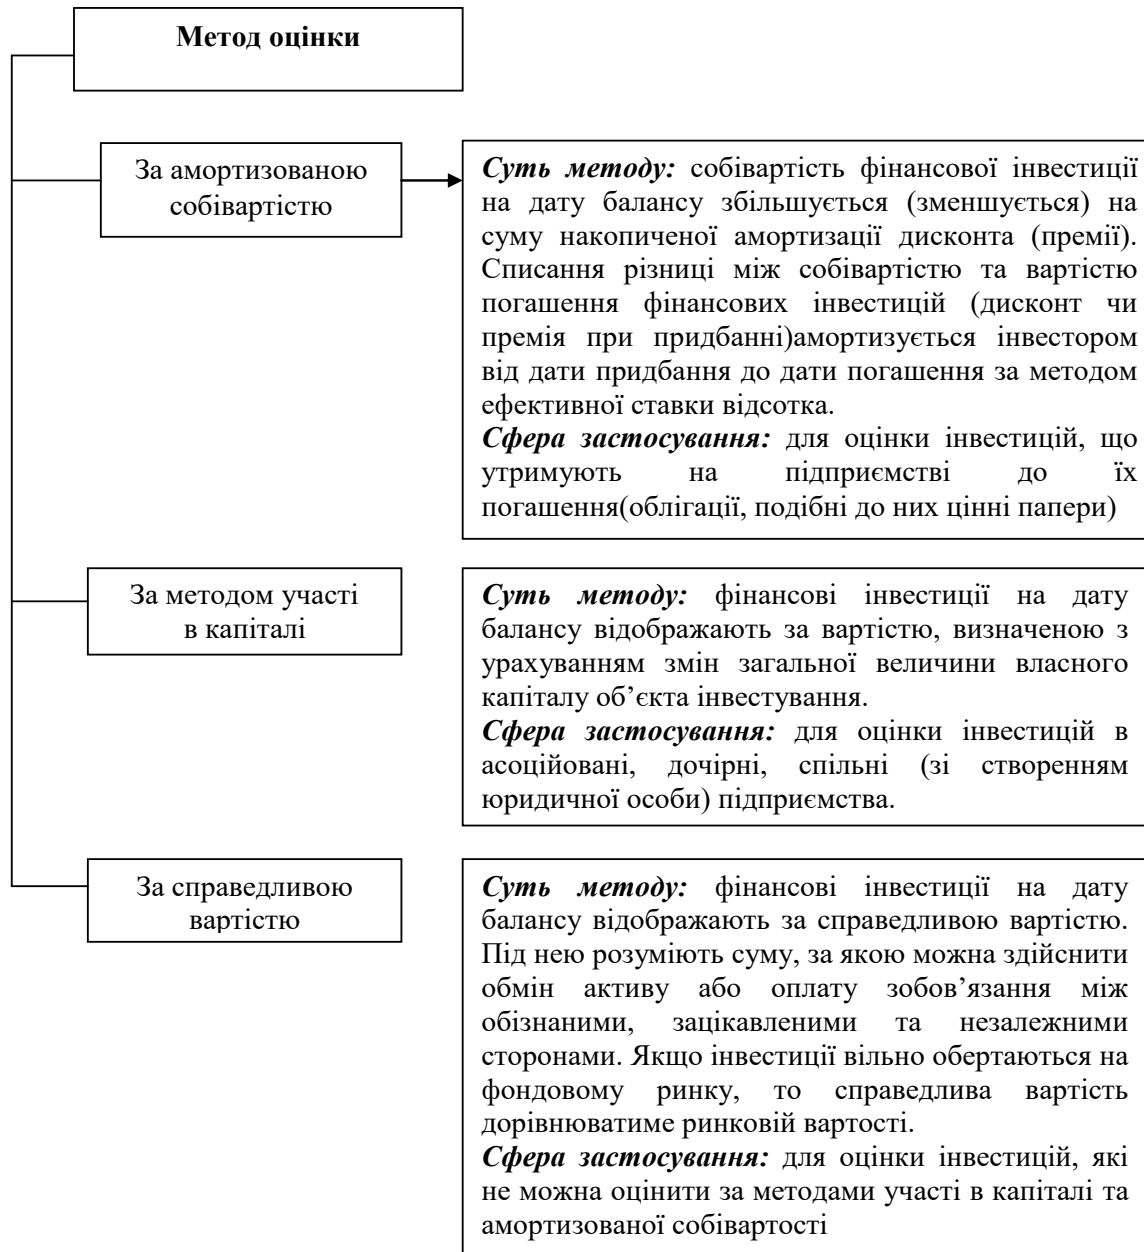 Метод оцінки
За амортизованою
собівартістю
Суть методу: собівартість фінансової інвестиції
на дату балансу збільшується (зменшується) на
суму накопиченої амортизації дисконта (премії).
Списання різниці між собівартістю та вартістю
погашення фінансових інвестицій (дисконт чи
премія при придбанні)амортизується інвестором
від дати придбання до дати погашення за методом
ефективної ставки відсотка.
Сфера застосування: для оцінки інвестицій, що
утримують на підприємстві до їх
погашення(облігації, подібні до них цінні папери)
За методом участі
в капіталі
Суть методу: фінансові інвестиції на дату
балансу відображають за вартістю, визначеною з
урахуванням змін загальної величини власного
капіталу об’єкта інвестування.
Сфера застосування: для оцінки інвестицій в
асоційовані, дочірні, спільні (зі створенням
юридичної особи) підприємства.
За справедливою
вартістю
Суть методу: фінансові інвестиції на дату
балансу відображають за справедливою вартістю.
Під нею розуміють суму, за якою можна здійснити
обмін активу або оплату зобов’язання між
обізнаними, зацікавленими та незалежними
сторонами. Якщо інвестиції вільно обертаються на
фондовому ринку, то справедлива вартість
дорівнюватиме ринковій вартості.
Сфера застосування: для оцінки інвестицій, які
не можна оцінити за методами участі в капіталі та
амортизованої собівартості